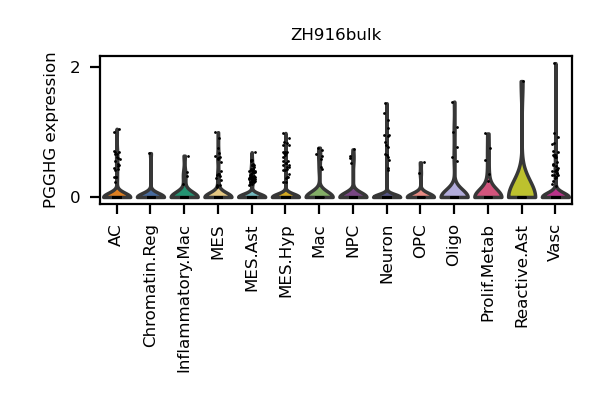 ZH916bulk
PGGHG expression
2
0
AC
Chromatin.Reg
Inflammatory.Mac
MES
MES.Ast
MES.Hyp
Mac
NPC
Neuron
OPC
Oligo
Prolif.Metab
Reactive.Ast
Vasc